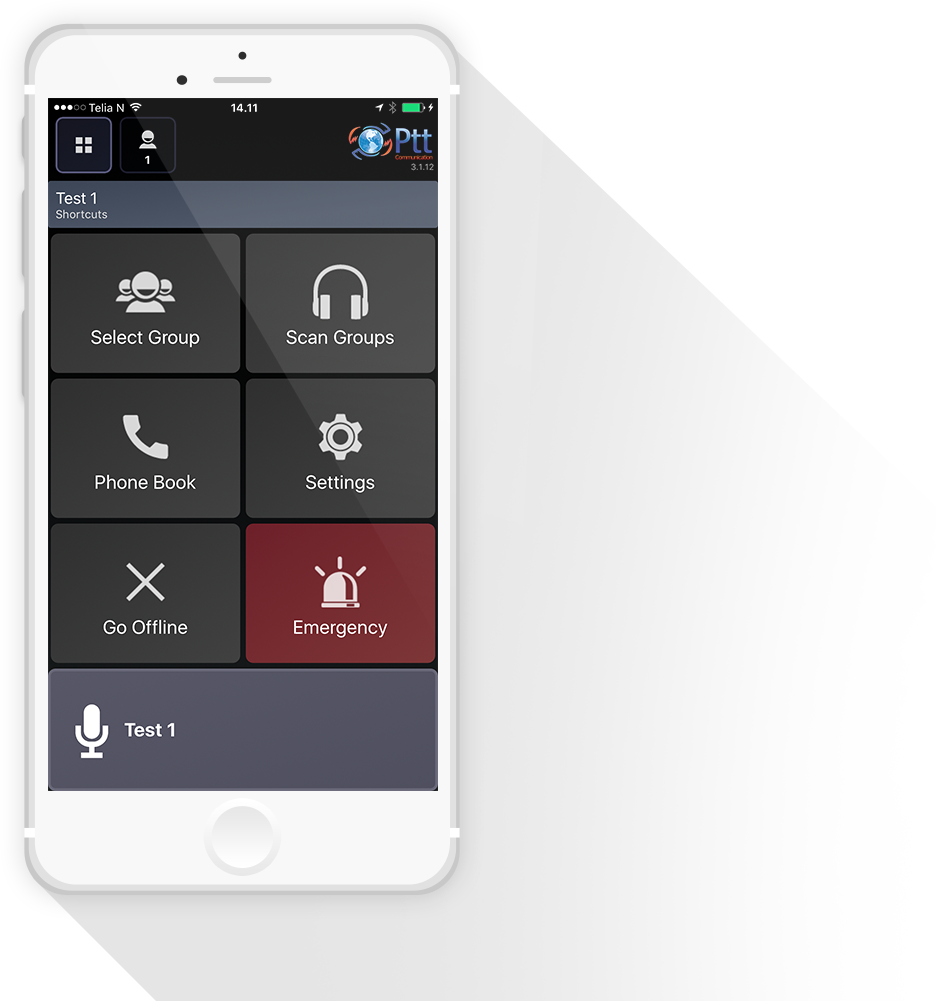 Telia N 14.11
1
Ptt
Communication
3.1.12
Test 1
Shortcuts
Select Group
Scan Groups
Phone Book
Settings
Go Offline
Emergency
Test 1